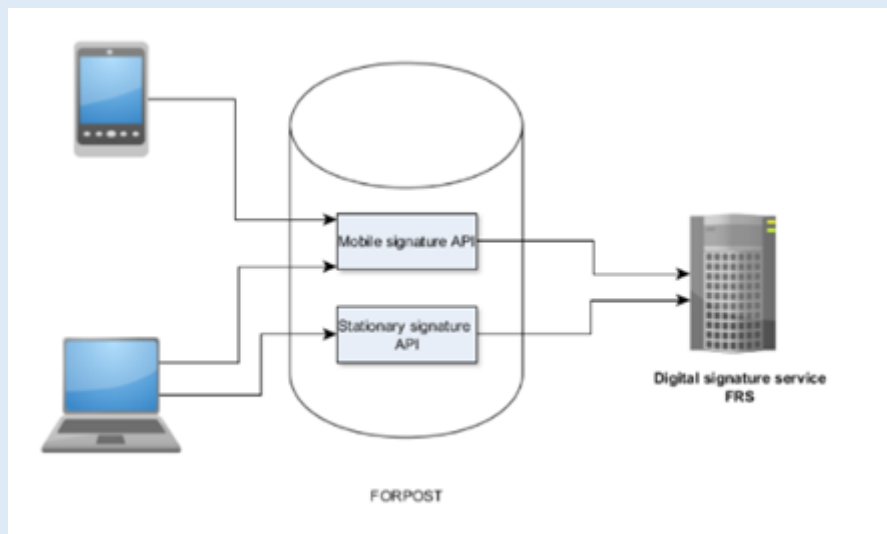 Mobile signature API
Stationary signature
API
Digital signature service
FRS
FORPOST